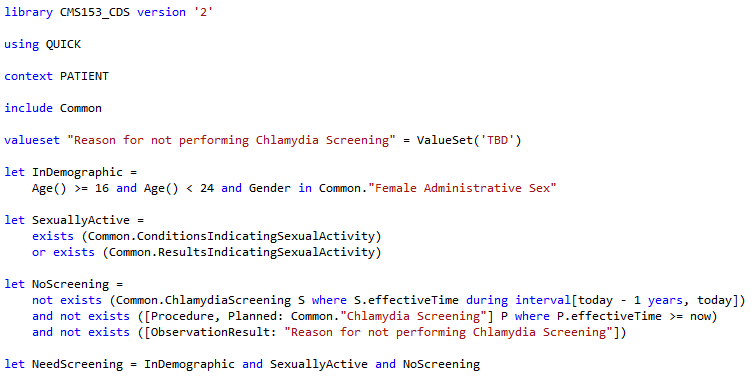 library CMS153_CDS version '2'
using QUICK
context PATIENT
include Common
valueset "Reason for not performing Chlamydia Screening" = ValueSet('TBD')
let InDemographic =
Age() >= 16 and Age() < 24 and Gender in Common."Female Administrative Sex"
let SexuallyActive =
exists (Common.ConditionsIndicatingSexualActivity)
or exists (Common.ResultsIndicatingSexualActivity)
let NoScreening =
not exists (Common.ChlamydiaScreening S where S.effectiveTime during interval[today - 1 years, today])
and not exists ([Procedure, Planned: Common."Chlamydia Screening"] P where P.effectiveTime >= now)
and not exists ([ObservationResult: "Reason for not performing Chlamydia Screening"])
let NeedScreening = InDemographic and SexuallyActive and NoScreening